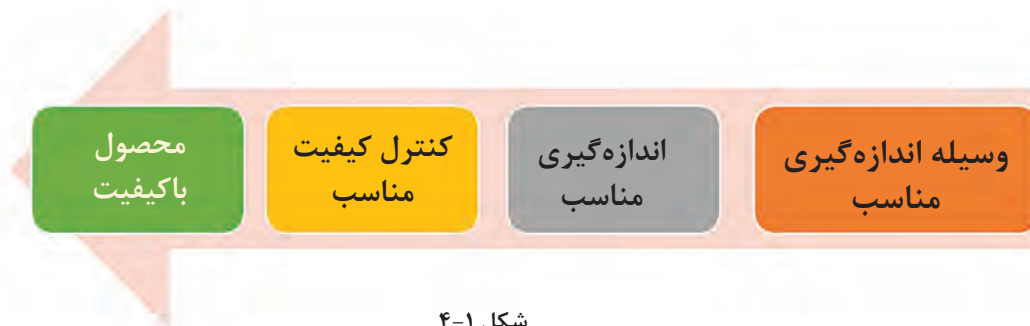 وسیله اندازه‌گیری
مناسب
اندازه‌گیری
مناسب
کنترل کیفیت
مناسب
محصول
باکیفیت
شکل ۱-۴